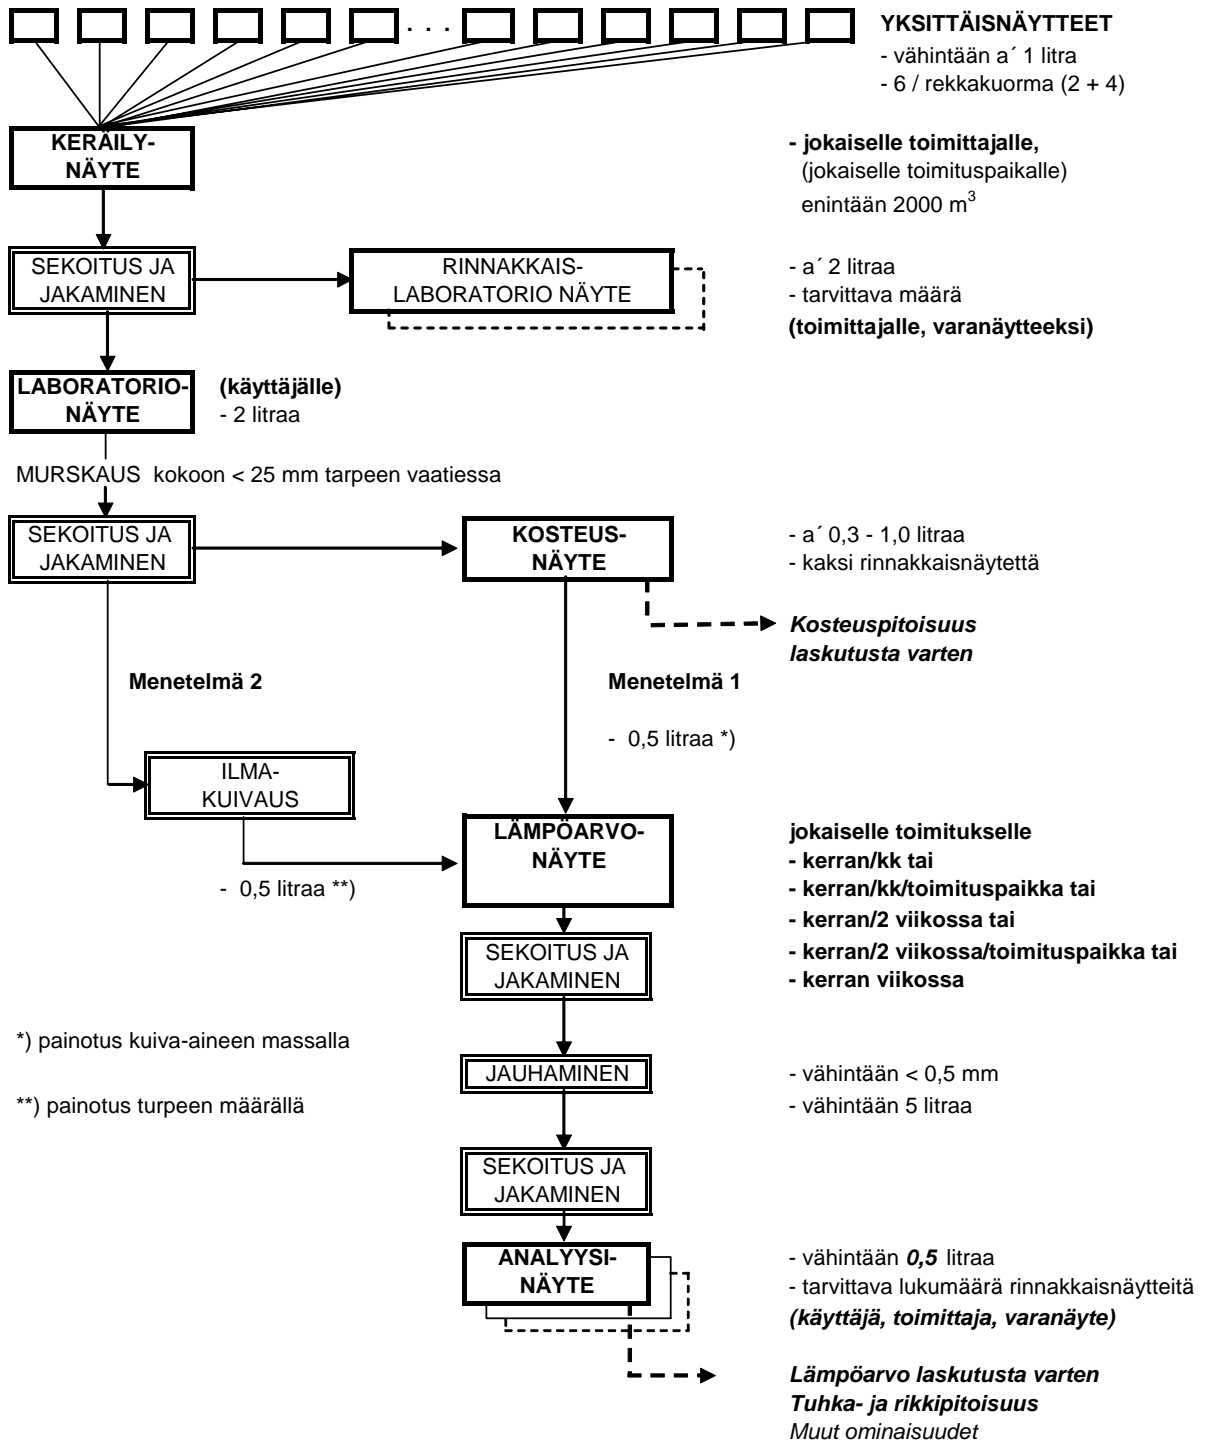 . . .
YKSITTÄISNÄYTTEET
- vähintään a´ 1 litra
- 6 / rekkakuorma (2 + 4)
KERÄILY-
NÄYTE
- jokaiselle toimittajalle,
(jokaiselle toimituspaikalle)
enintään 2000 m³
SEKOITUS JA
JAKAMINEN
RINNAKKAIS-
LABORATORIO NÄYTE
- a´ 2 litraa
- tarvittava määrä
(toimittajalle, varanäytteeksi)
LABORATORIO-
NÄYTE
(käyttäjälle)
- 2 litraa
MURSKAUS kokoon < 25 mm tarpeen vaatiessa
SEKOITUS JA
JAKAMINEN
KOSTEUS-
NÄYTE
- a´ 0,3 - 1,0 litraa
- kaksi rinnakkaisnäytettä
Kosteuspitoisuus
laskutusta varten
Menetelmä 2
Menetelmä 1
- 0,5 litraa *)
ILMA-
KUIVAUS
- 0,5 litraa **)
LÄMPÖARVO-
NÄYTE
jokaiselle toimitukselle
- kerran/kk tai
- kerran/kk/toimituspaikka tai
- kerran/2 viikossa tai
- kerran/2 viikossa/toimituspaikka tai
- kerran viikossa
SEKOITUS JA
JAKAMINEN
*) painotus kuiva-aineen massalla
**) painotus turpeen määrällä
JAUHAMINEN
- vähintään < 0,5 mm
- vähintään 5 litraa
SEKOITUS JA
JAKAMINEN
ANALYYSI-
NÄYTE
- vähintään 0,5 litraa
- tarvittava lukumäärä rinnakkaisnäytteitä
(käyttäjä, toimittaja, varanäyte)
Lämpöarvo laskutusta varten
Tuhka- ja rikkipitoisuus
Muut ominaisuudet